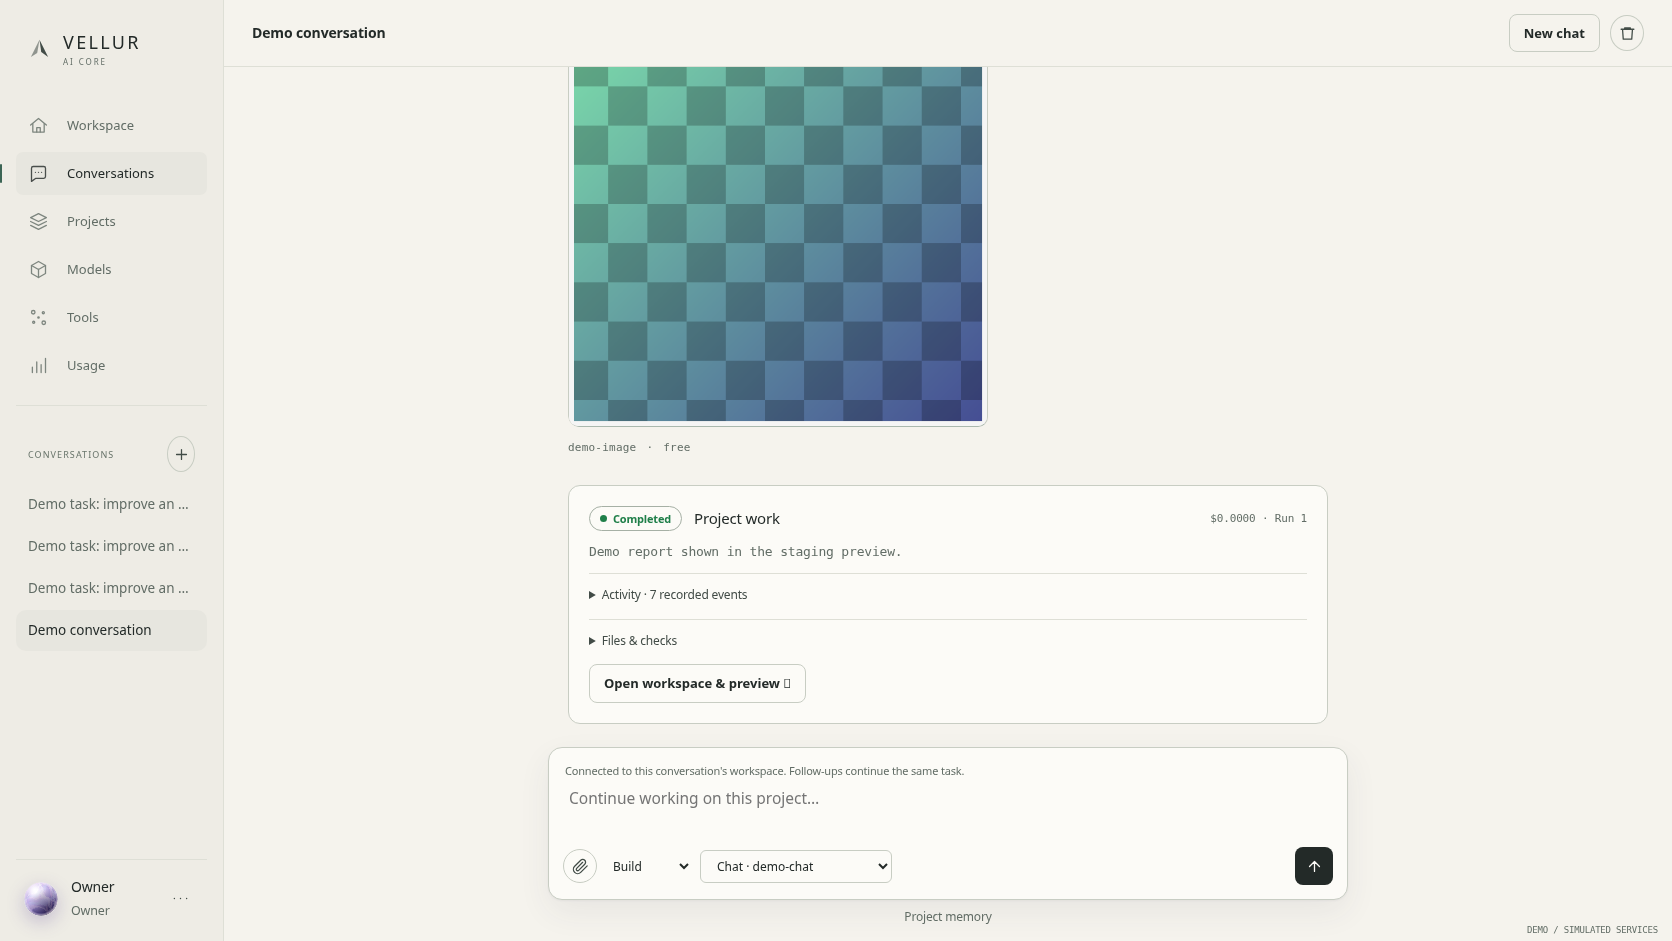 VELLUR
AI CORE
Workspace
Conversations
Projects
Models
Tools
Usage
CONVERSATIONS
+
Demo task: improve an ...
Demo task: improve an ...
Demo task: improve an ...
Demo conversation
Owner
Owner
...
Demo conversation
New chat
demo-image · free
Completed
Project work
$0.0000 · Run 1
Demo report shown in the staging preview.
Activity · 7 recorded events
Files & checks
Open workspace & preview
Connected to this conversation's workspace. Follow-ups continue the same task.
Continue working on this project...
Build
Chat · demo-chat
Project memory
DEMO / SIMULATED SERVICES